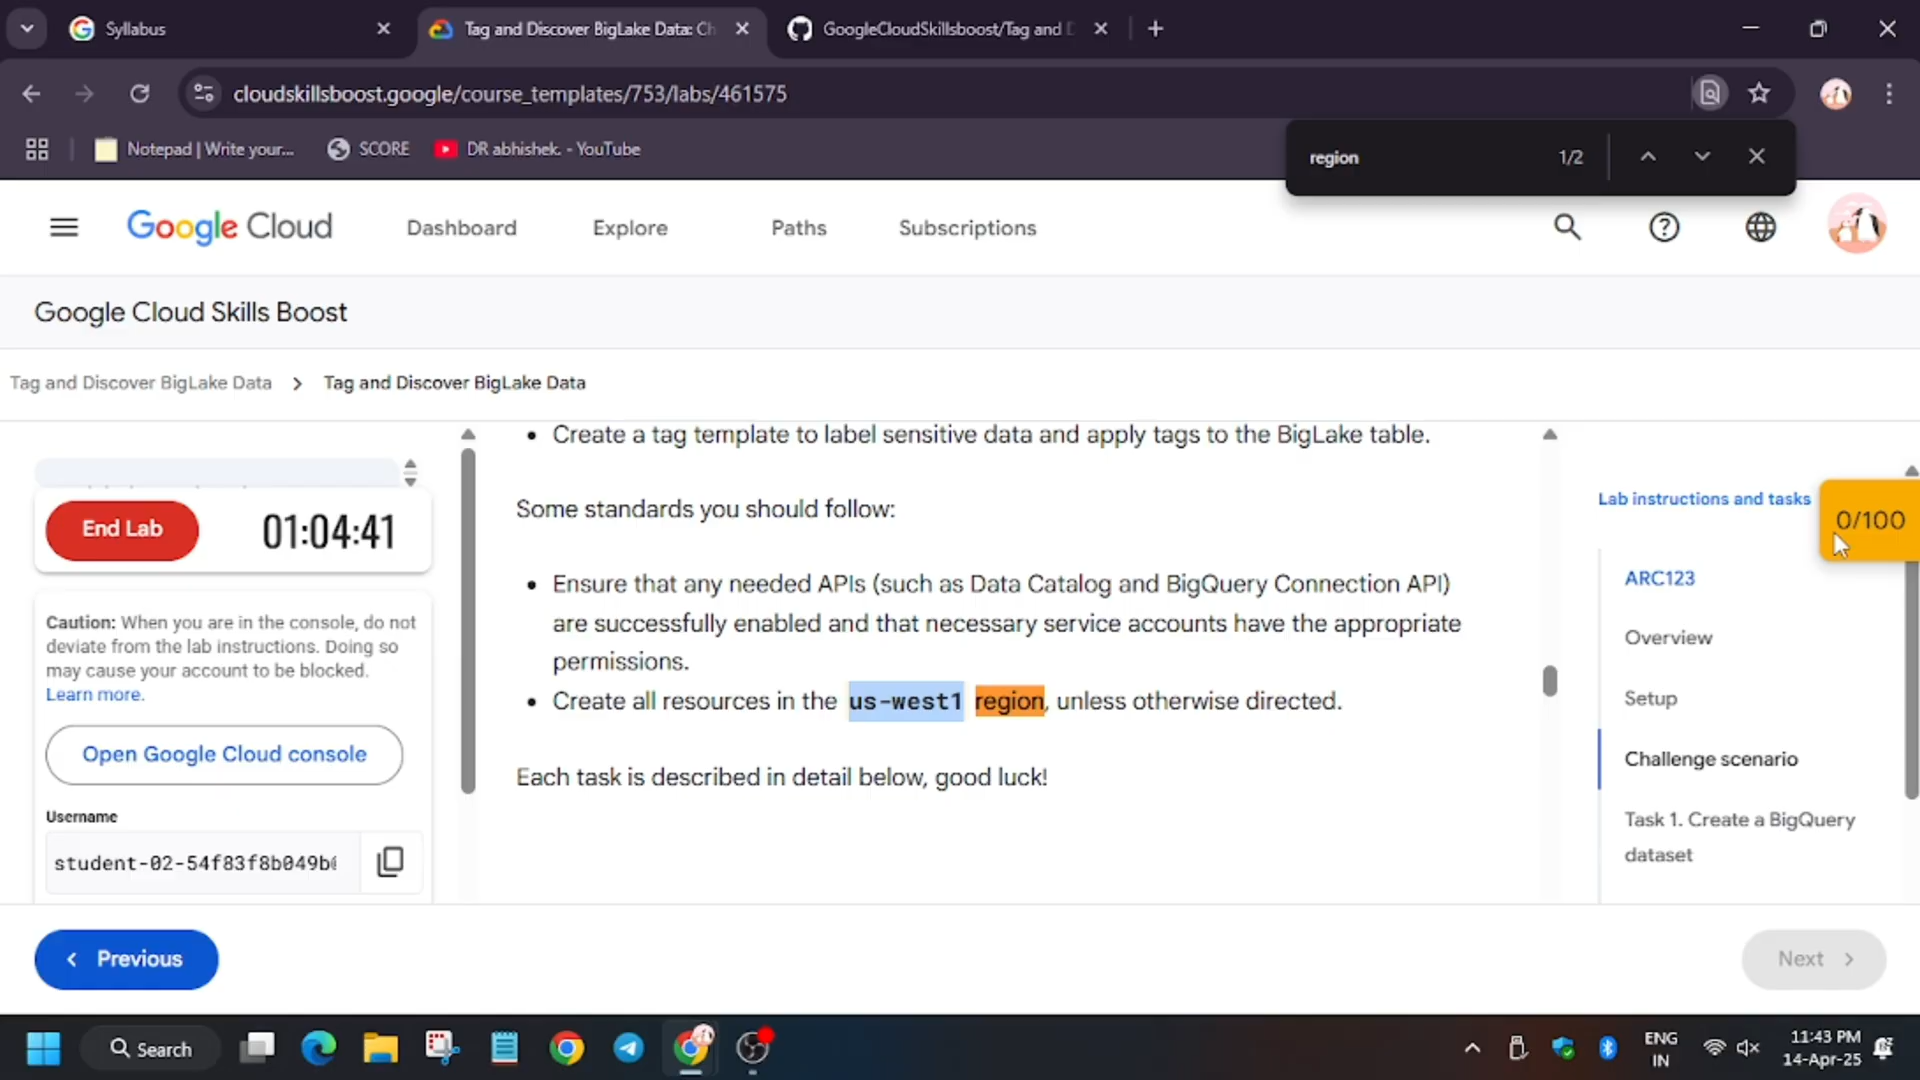 Syllabus
Tag and Discover BigLake Data: Ch
GoogleCloudSkillsboost/Tag and D
cloudskillsboost.google/course_templates/753/labs/461575
Notepad | Write your...
SCORE
DR abhishek. - YouTube
region
1/2
Google Cloud
Dashboard
Explore
Paths
Subscriptions
Google Cloud Skills Boost
Tag and Discover BigLake Data
Tag and Discover BigLake Data
End Lab
01:04:41
Caution: When you are in the console, do not
deviate from the lab instructions. Doing so
may cause your account to be blocked.
Learn more.
Open Google Cloud console
Username
student-02-54f83f8b049b
Create a tag template to label sensitive data and apply tags to the BigLake table.
Some standards you should follow:
Ensure that any needed APIs (such as Data Catalog and BigQuery Connection API)
are successfully enabled and that necessary service accounts have the appropriate
permissions.
Create all resources in the us-west1 region, unless otherwise directed.
Each task is described in detail below, good luck!
Lab instructions and tasks
0/100
ARC123
Overview
Setup
Challenge scenario
Task 1. Create a BigQuery
dataset
Previous
Next
Search
ENG
IN
11:43 PM
14-Apr-25